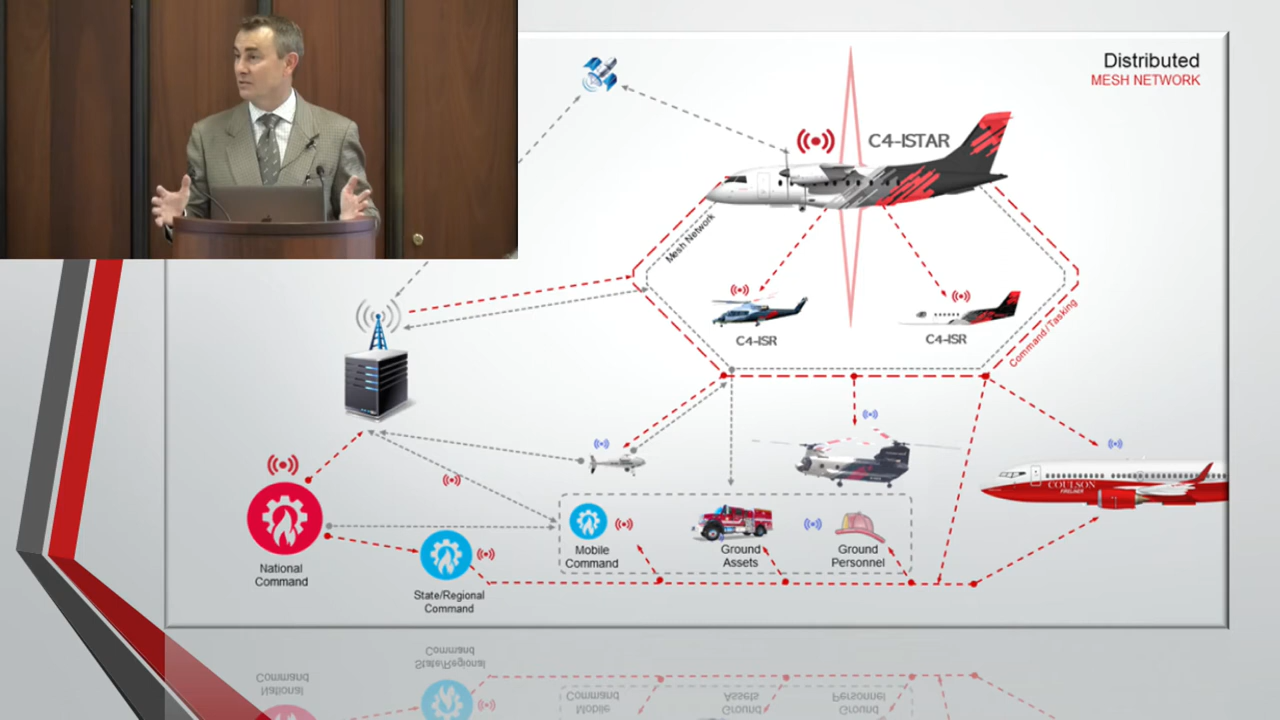 Distributed
MESH NETWORK
C4-ISTAR
Mesh Network
C4-ISR
C4-ISR
Command/Tasking
COULSON
FIRELINER
National
Command
State/Regional
Command
Mobile
Command
Ground
Assets
Ground
Personnel